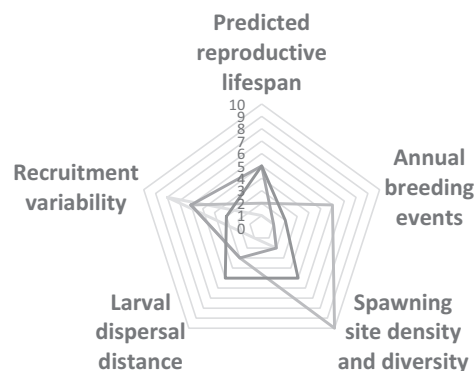 Predicted
reproductive
lifespan
10
9
8
7
6
5
4
3
2
1
0
Annual
breeding
events
Spawning
site density
and diversity
Larval
dispersal
distance
Recruitment
variability